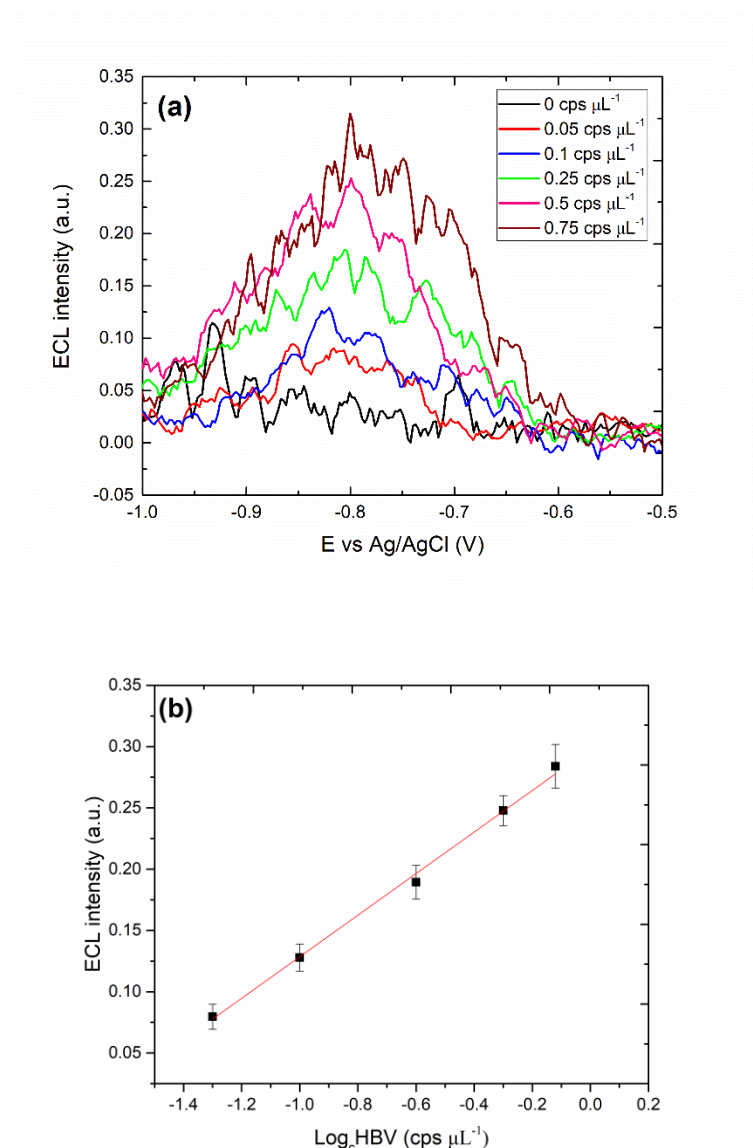 (a)
0 cps μL⁻¹
0.05 cps μL⁻¹
0.1 cps μL⁻¹
0.25 cps μL⁻¹
0.5 cps μL⁻¹
0.75 cps μL⁻¹
0.35
0.30
0.25
0.20
0.15
0.10
0.05
0.00
-0.05
ECL intensity (a.u.)
-1.0 -0.9 -0.8 -0.7 -0.6 -0.5
E vs Ag/AgCl (V)
(b)
0.35
0.30
0.25
0.20
0.15
0.10
0.05
ECL intensity (a.u.)
-1.4 -1.2 -1.0 -0.8 -0.6 -0.4 -0.2 0.0 0.2
HBV (cps μL⁻¹)